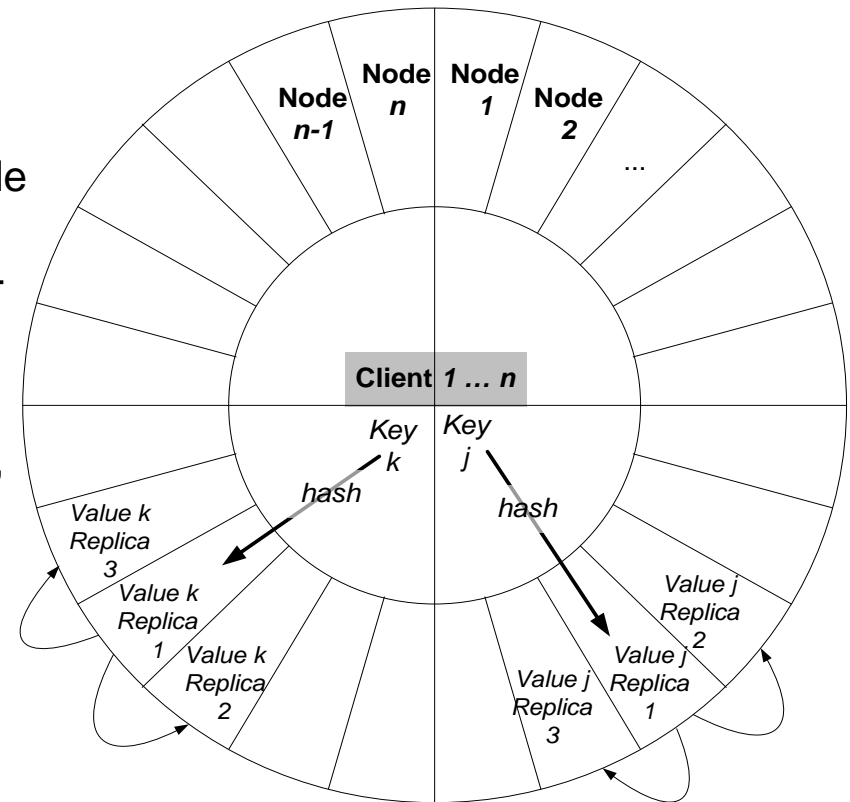 Node
n-1
Node
n
Node
1
Node
2
...
Client 1 ... n
Key
k
Key
j
hash
hash
Value k
Replica
3
Value k
Replica
1
Value k
Replica
2
Value j
Replica
3
Value j
Replica
1
Value j
Replica
2